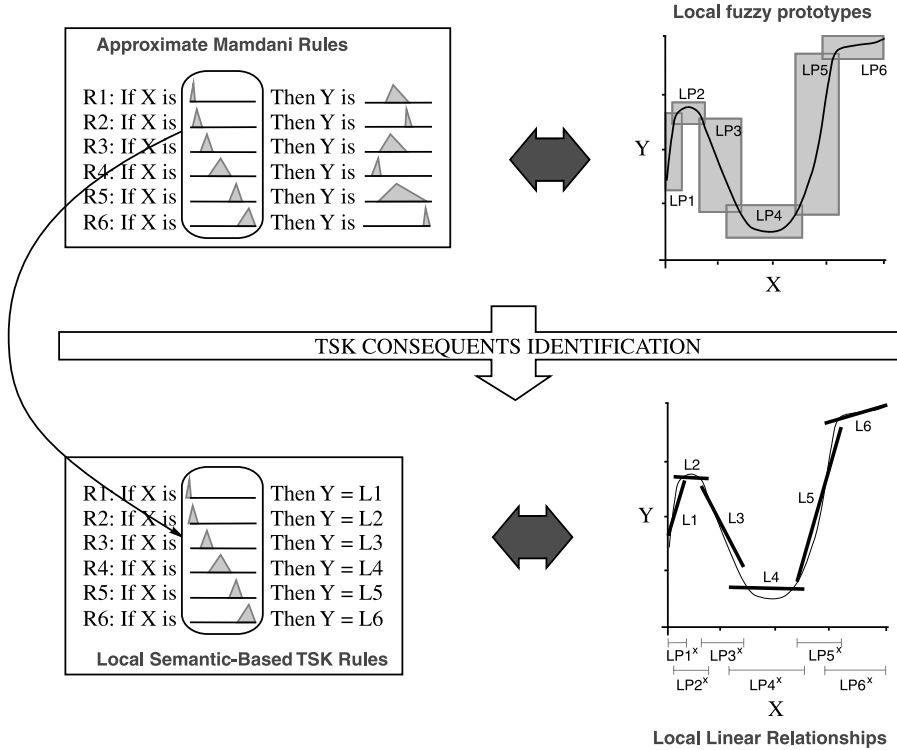 Approximate Mamdani Rules
R1: If X is Then Y is
R2: If X is Then Y is
R3: If X is Then Y is
R4: If X is Then Y is
R5: If X is Then Y is
R6: If X is Then Y is
Local fuzzy prototypes
LP5
LP6
LP2
LP3
Y
LP1
LP4
X
TSK CONSEQUENTS IDENTIFICATION
R1: If X is Then Y = L1
R2: If X is Then Y = L2
R3: If X is Then Y = L3
R4: If X is Then Y = L4
R5: If X is Then Y = L5
R6: If X is Then Y = L6
Local Semantic-Based TSK Rules
L6
L2
L5
Y
L1
L3
L4
LP1ˣ LP3ˣ LP5ˣ
LP2ˣ LP4ˣ LP6ˣ
X
Local Linear Relationships